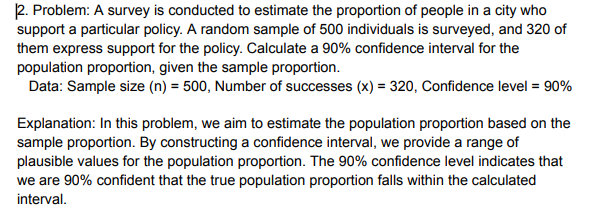 2. Problem: A survey is conducted to estimate the proportion of people in a city who
support a particular policy. A random sample of 500 individuals is surveyed, and 320 of
them express support for the policy. Calculate a 90% confidence interval for the
population proportion, given the sample proportion.
Data: Sample size (n) = 500, Number of successes (x) = 320, Confidence level = 90%
Explanation: In this problem, we aim to estimate the population proportion based on the
sample proportion. By constructing a confidence interval, we provide a range of
plausible values for the population proportion. The 90% confidence level indicates that
we are 90% confident that the true population proportion falls within the calculated
interval.